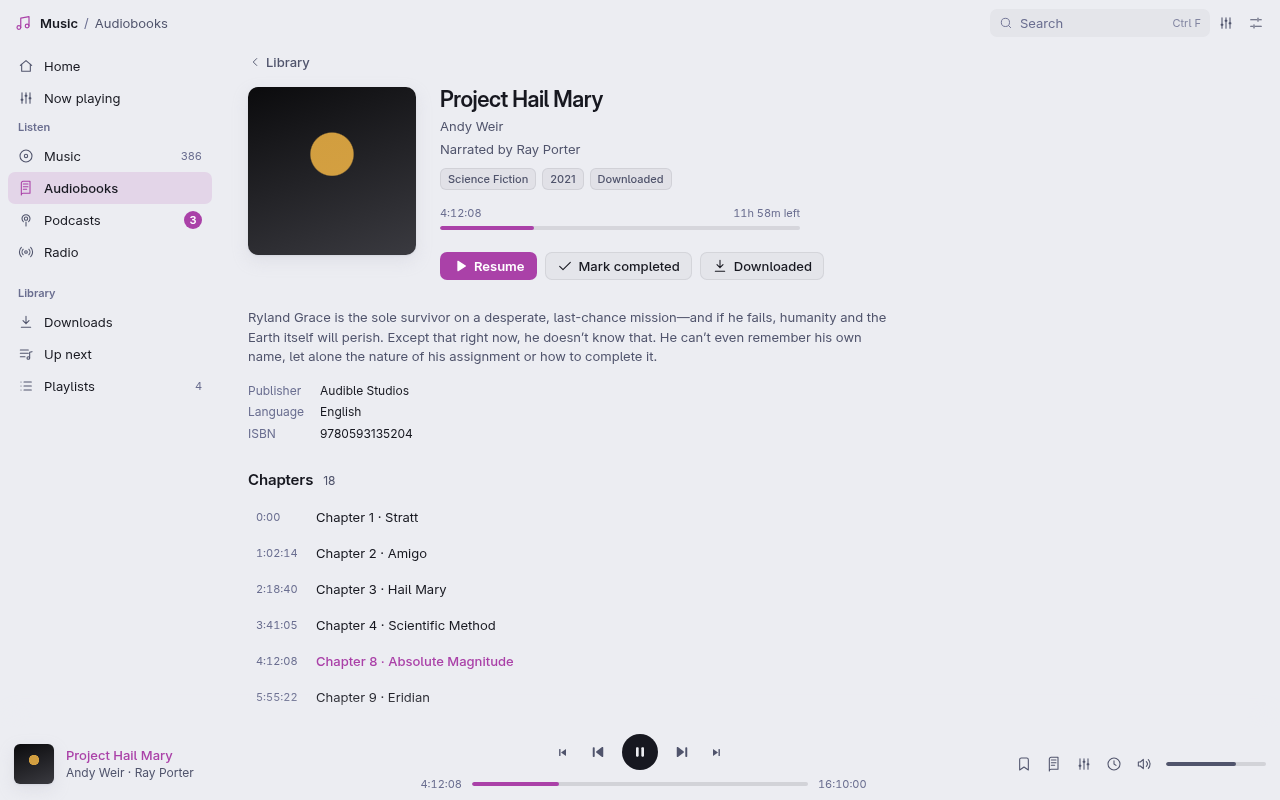 Music / Audiobooks
Search Ctrl F
Home
Now playing
Listen
Music 386
Audiobooks
Podcasts 3
Radio
Library
Downloads
Up next
Playlists 4
Library
Project Hail Mary
Andy Weir
Narrated by Ray Porter
Science Fiction 2021 Downloaded
4:12:08 11h 58m left
Resume Mark completed Downloaded
Ryland Grace is the sole survivor on a desperate, last-chance mission—and if he fails, humanity and the
Earth itself will perish. Except that right now, he doesn’t know that. He can’t even remember his own
name, let alone the nature of his assignment or how to complete it.
Publisher Audible Studios
Language English
ISBN 9780593135204
Chapters 18
0:00 Chapter 1 · Stratt
1:02:14 Chapter 2 · Amigo
2:18:40 Chapter 3 · Hail Mary
3:41:05 Chapter 4 · Scientific Method
4:12:08 Chapter 8 · Absolute Magnitude
5:55:22 Chapter 9 · Eridian
Project Hail Mary
Andy Weir · Ray Porter
4:12:08 16:10:00